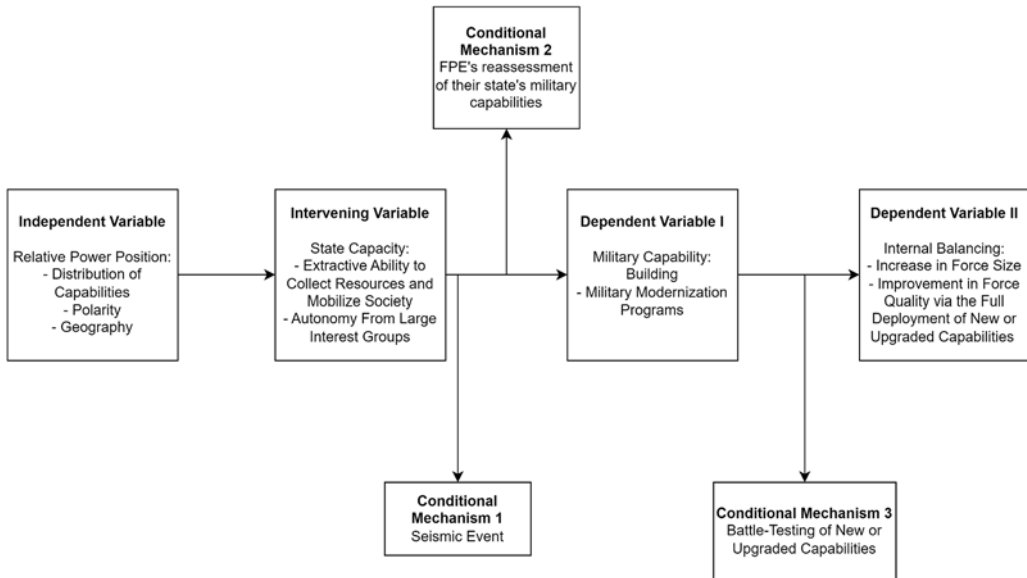 Conditional
Mechanism 2
FPE's reassessment
of their state's military
capabilities
Independent Variable
Relative Power Position:
- Distribution of
Capabilities
- Polarity
- Geography
Intervening Variable
State Capacity:
- Extractive Ability to
Collect Resources and
Mobilize Society
- Autonomy From Large
Interest Groups
Dependent Variable I
Military Capability:
Building
- Military Modernization
Programs
Dependent Variable II
Internal Balancing:
- Increase in Force Size
- Improvement in Force
Quality via the Full
Deployment of New or
Upgraded Capabilities
Conditional
Mechanism 1
Seismic Event
Conditional Mechanism 3
Battle-Testing of New or
Upgraded Capabilities